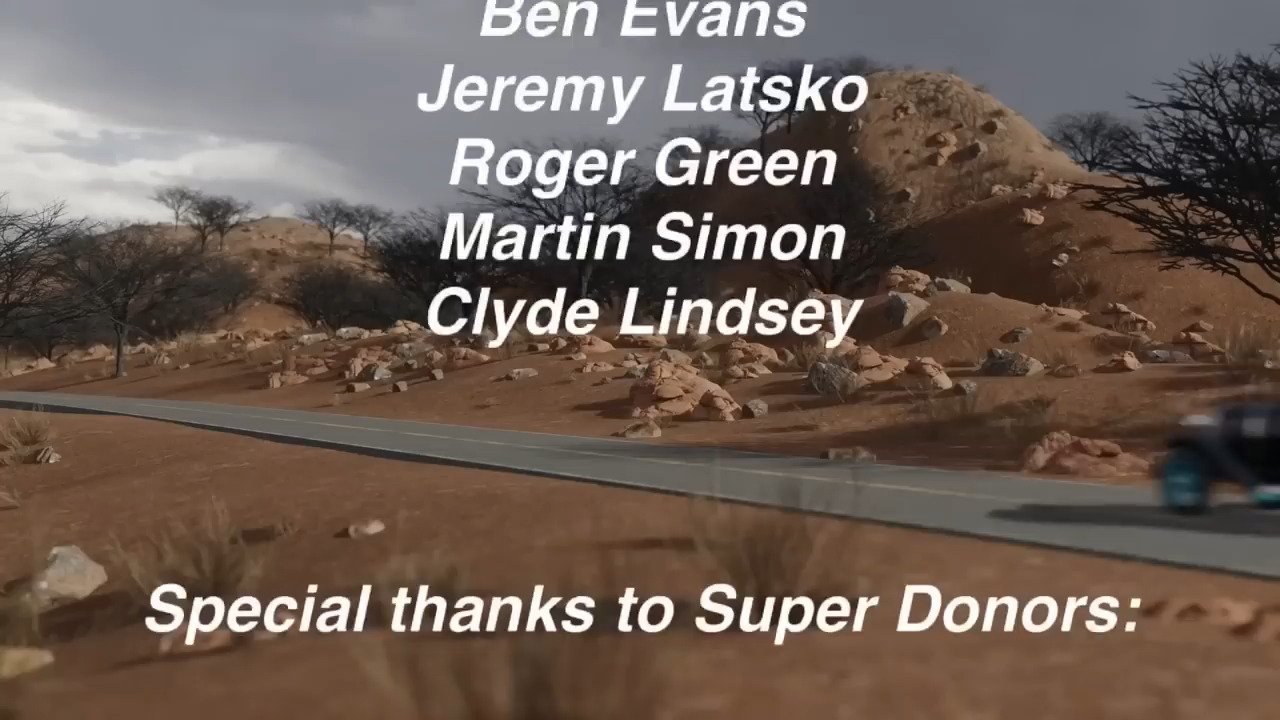 Ben Evans
Jeremy Latsko
Roger Green
Martin Simon
Clyde Lindsey
Special thanks to Super Donors: